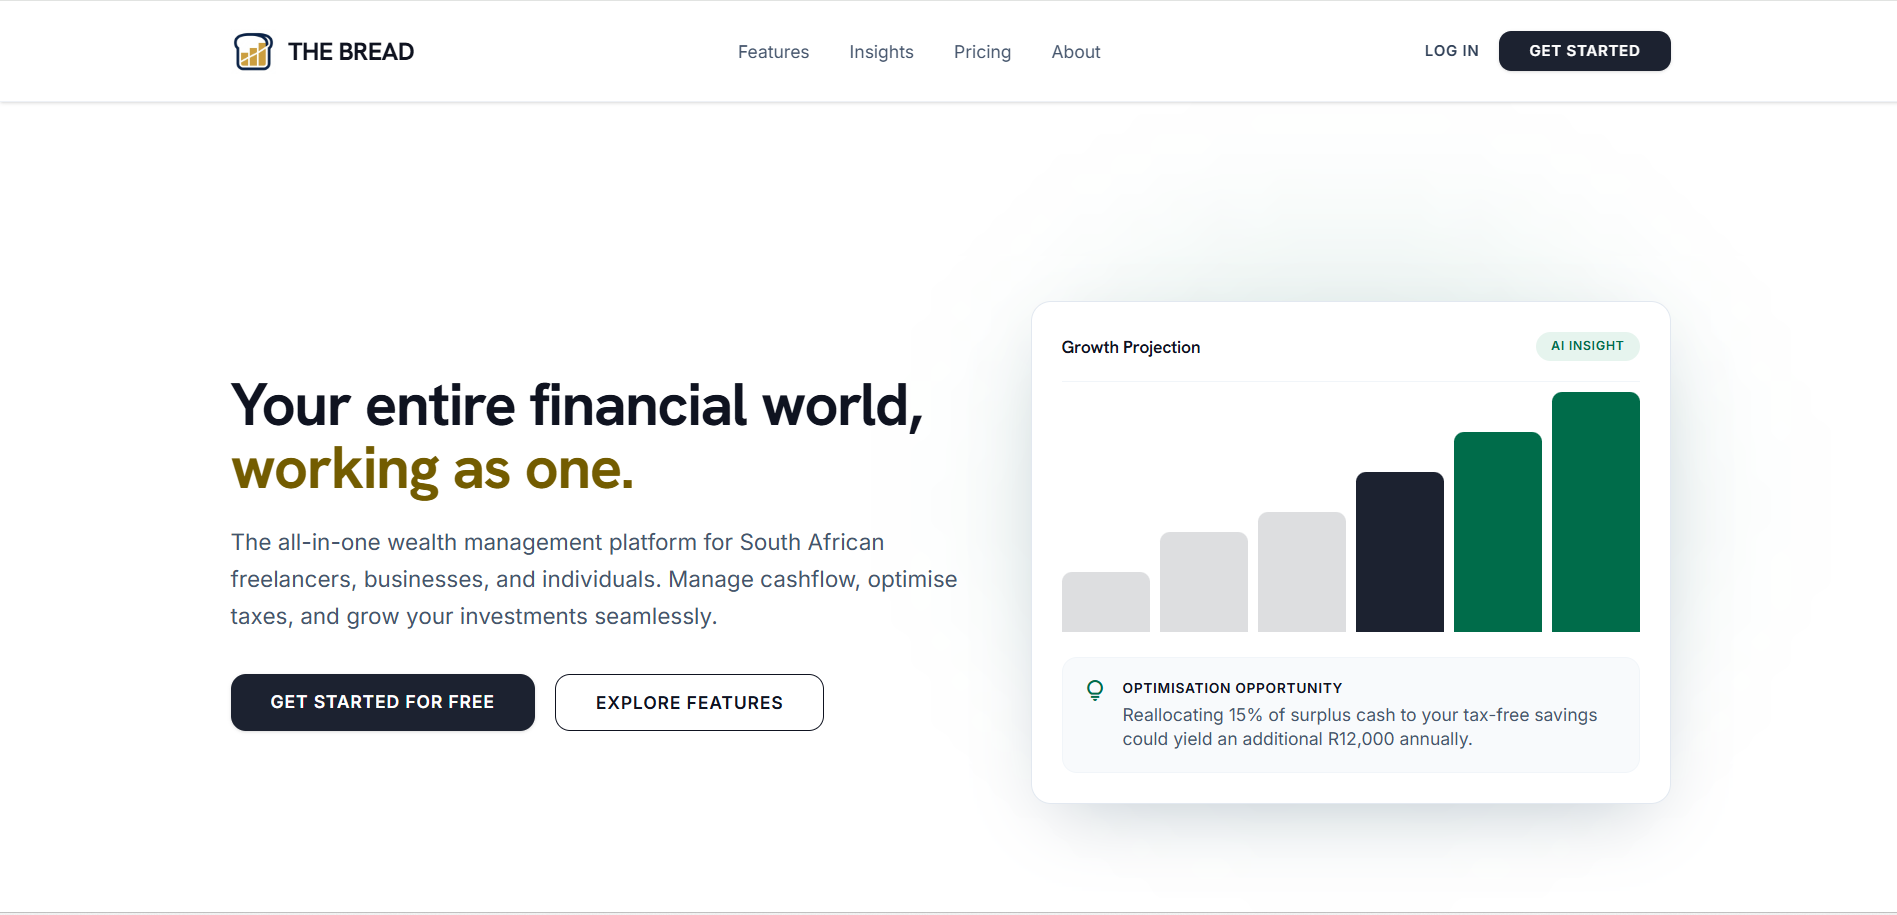 THE BREAD
Features
Insights
Pricing
About
LOG IN
GET STARTED
Your entire financial world,
working as one.
The all-in-one wealth management platform for South African
freelancers, businesses, and individuals. Manage cashflow, optimise
taxes, and grow your investments seamlessly.
GET STARTED FOR FREE
EXPLORE FEATURES
Growth Projection
AI INSIGHT
OPTIMISATION OPPORTUNITY
Reallocating 15% of surplus cash to your tax-free savings
could yield an additional R12,000 annually.